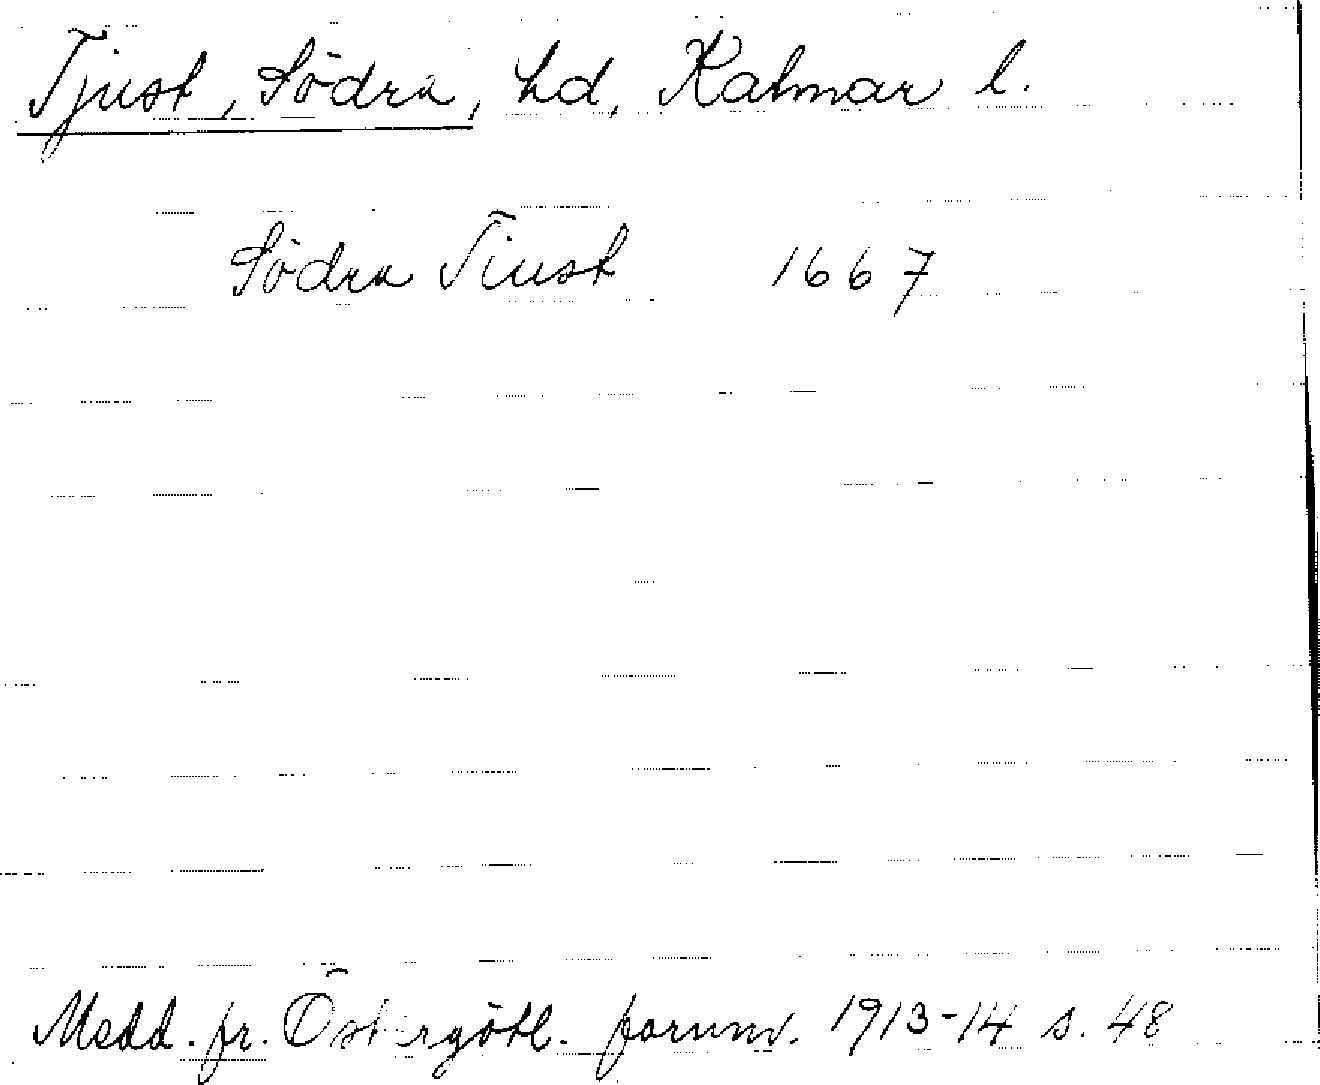 Tjust, Södra, hd, Kalmar l.
Södra Tiust 1667
Medd. fr. Östergötl. fornm. 1913-14 s. 48